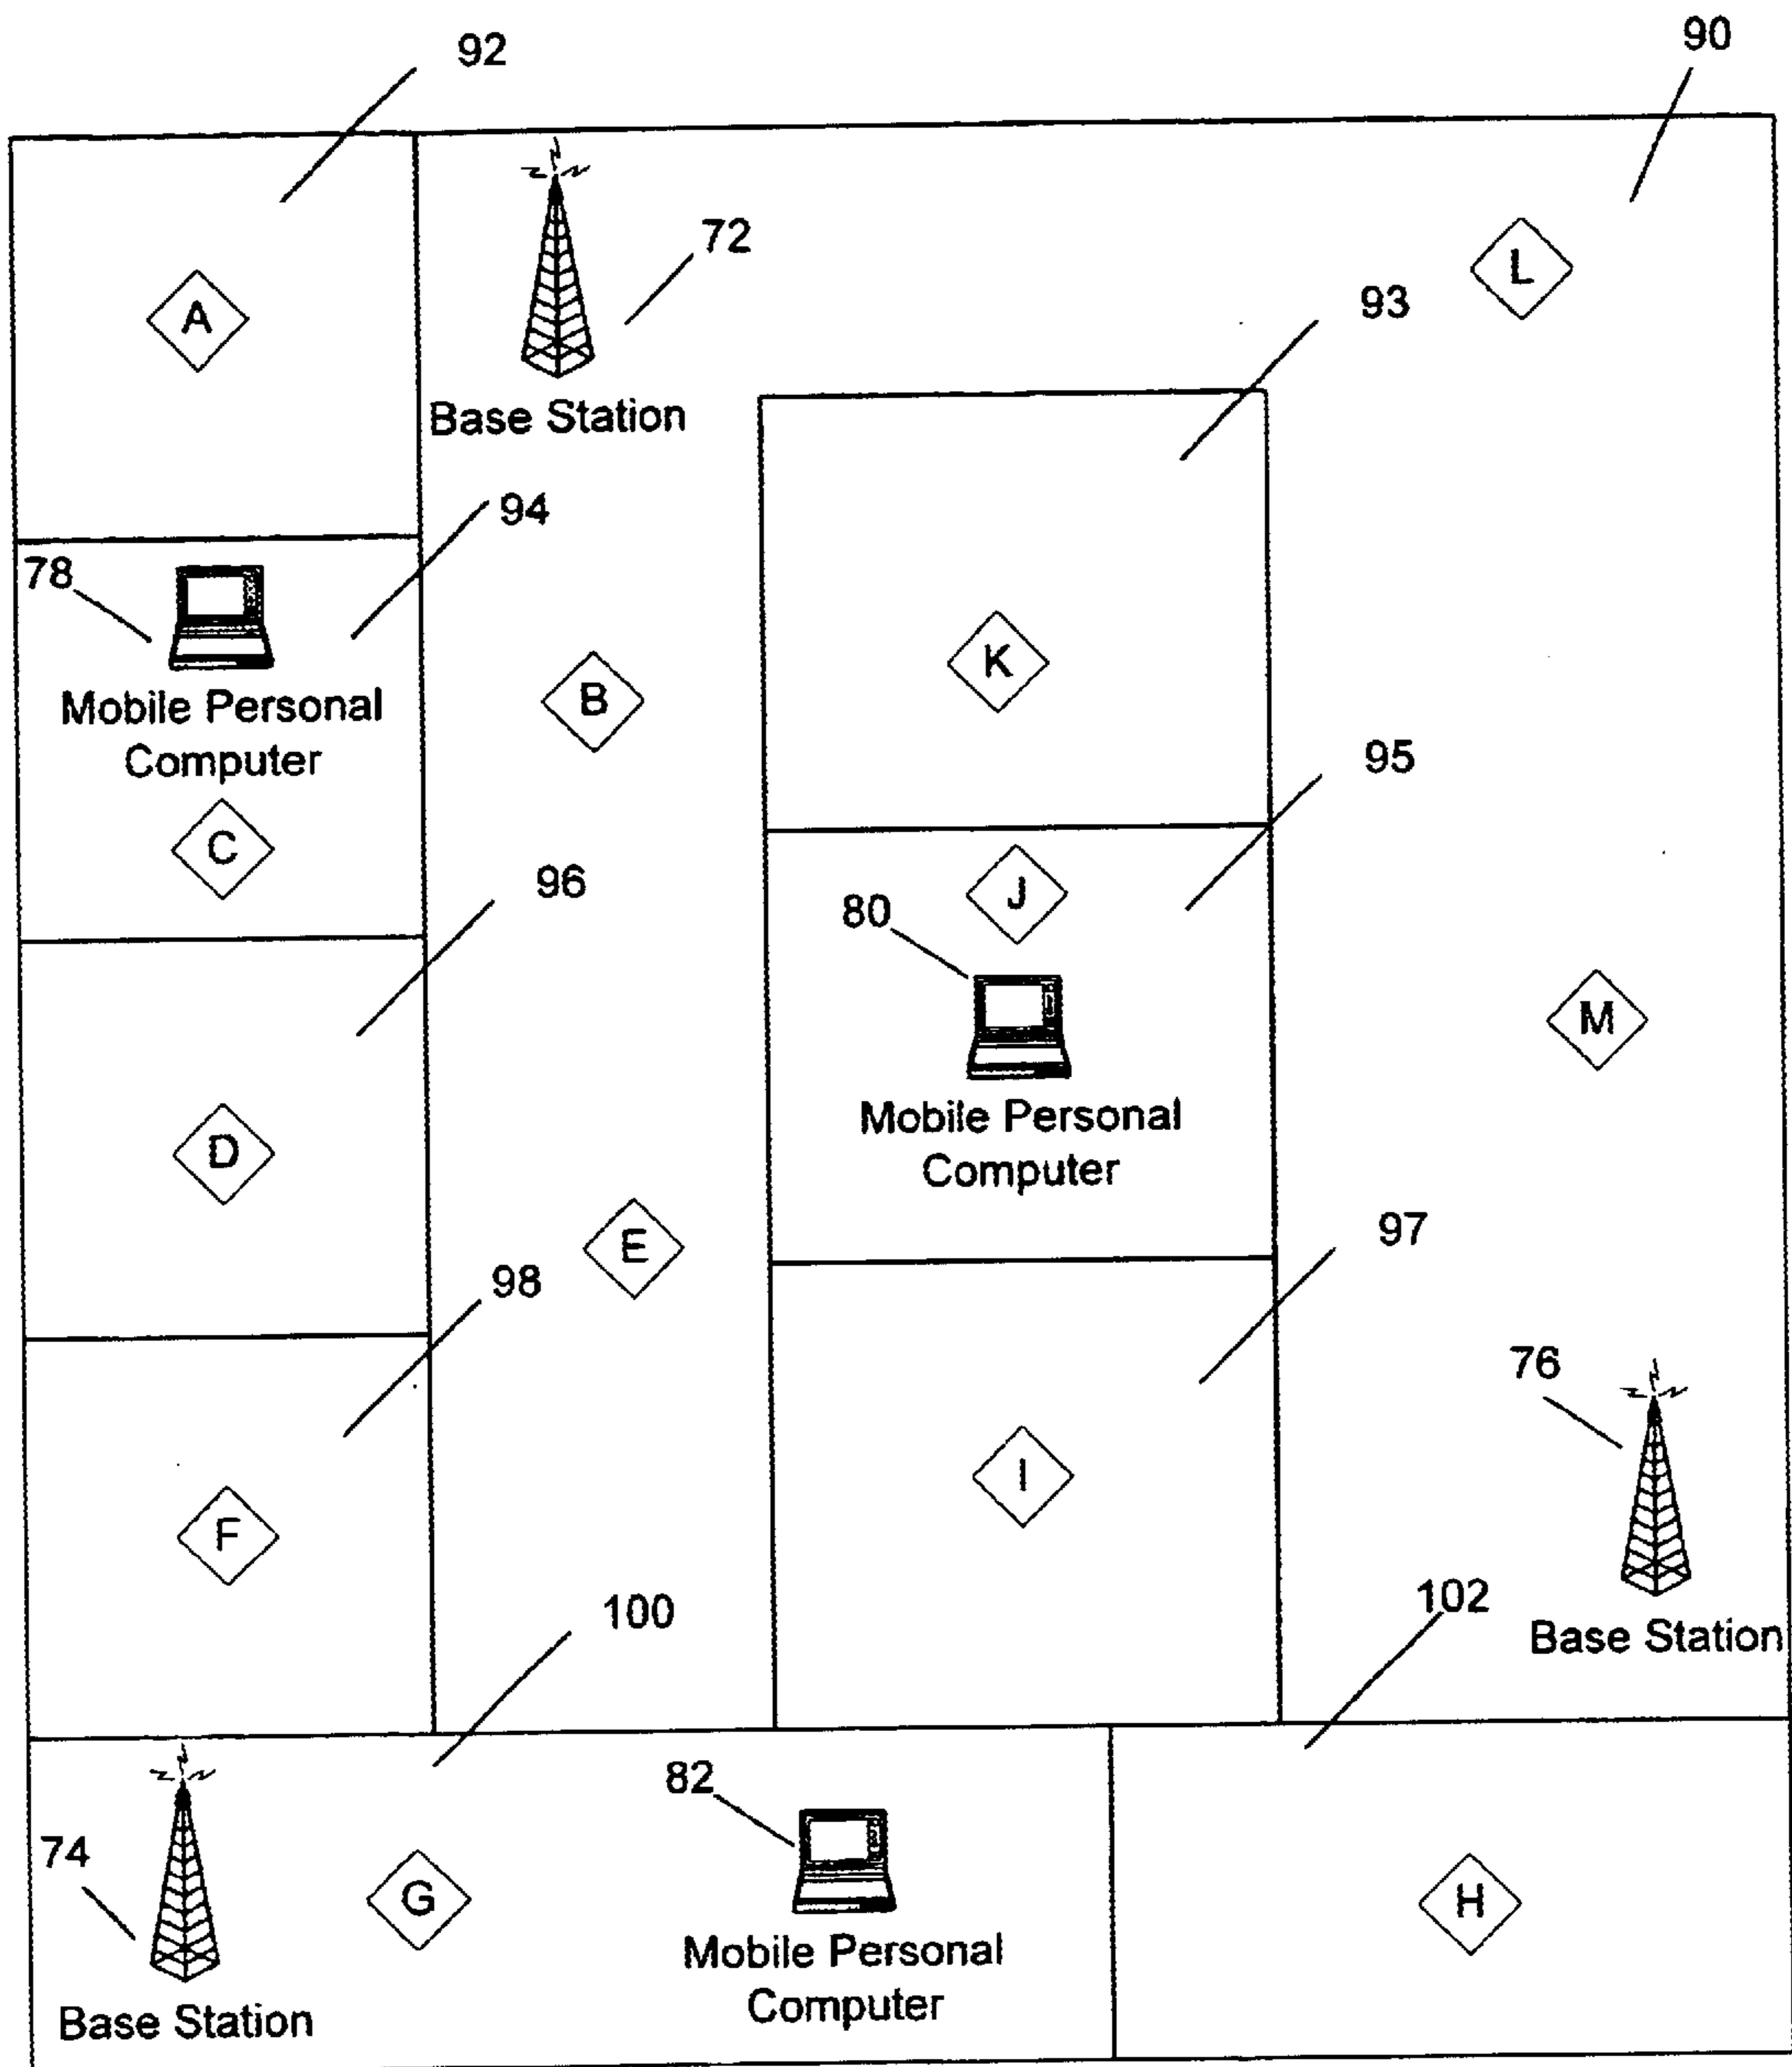 92
90
72
L
93
A
Base Station
94
78
K
B
Mobile Personal
Computer
95
C
96
J
80
M
Mobile Personal
Computer
D
97
E
98
76
I
F
102
100
Base Station
82
74
G
H
Mobile Personal
Computer
Base Station